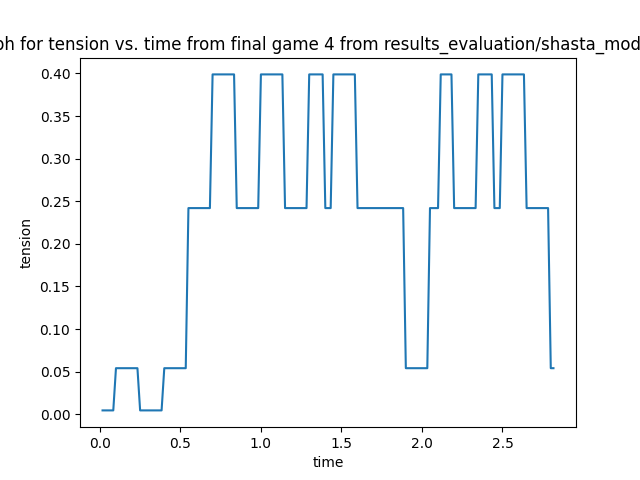 for tension vs. time from final game 4 from results_evaluation/shasta_mod
0.40
0.35
0.30
0.25
0.20
0.15
0.10
0.05
0.00
tension
0.0 0.5 1.0 1.5 2.0 2.5
time